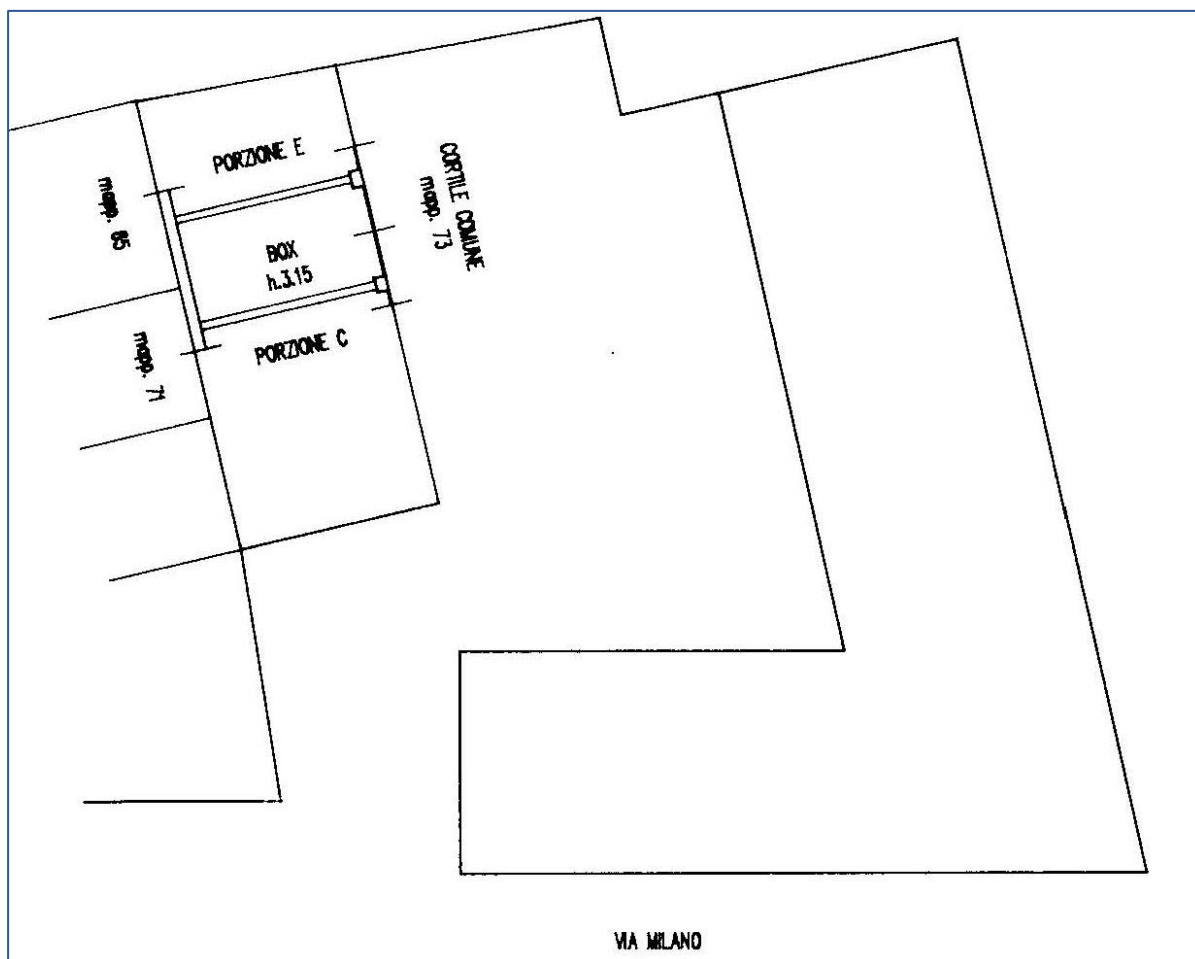 PORZIONE E
CORTILE COMUNE
mapp. 73
mapp. 65
BOX
h.3.15
mapp. 71
PORZIONE C
VIA MILANO